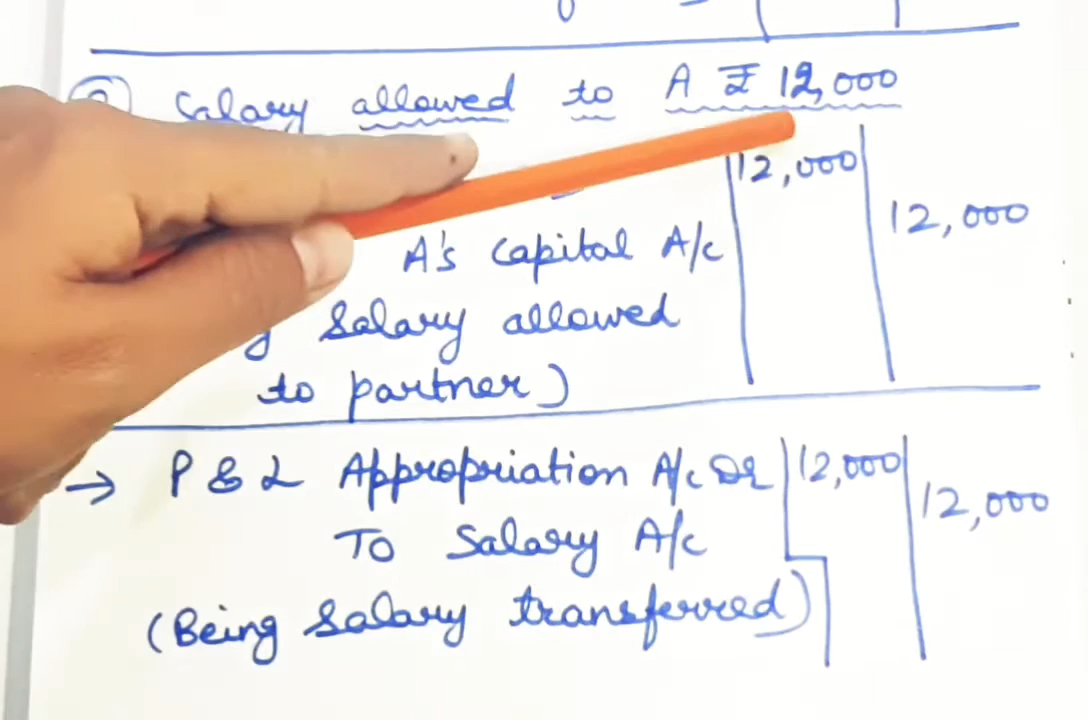 Salary allowed to A ₹ 12,000
12,000
A's Capital A/c 12,000
Salary allowed
to partner)
→ P & L Appropriation A/c Dr 12,000
To Salary A/c 12,000
(Being Salary transferred)